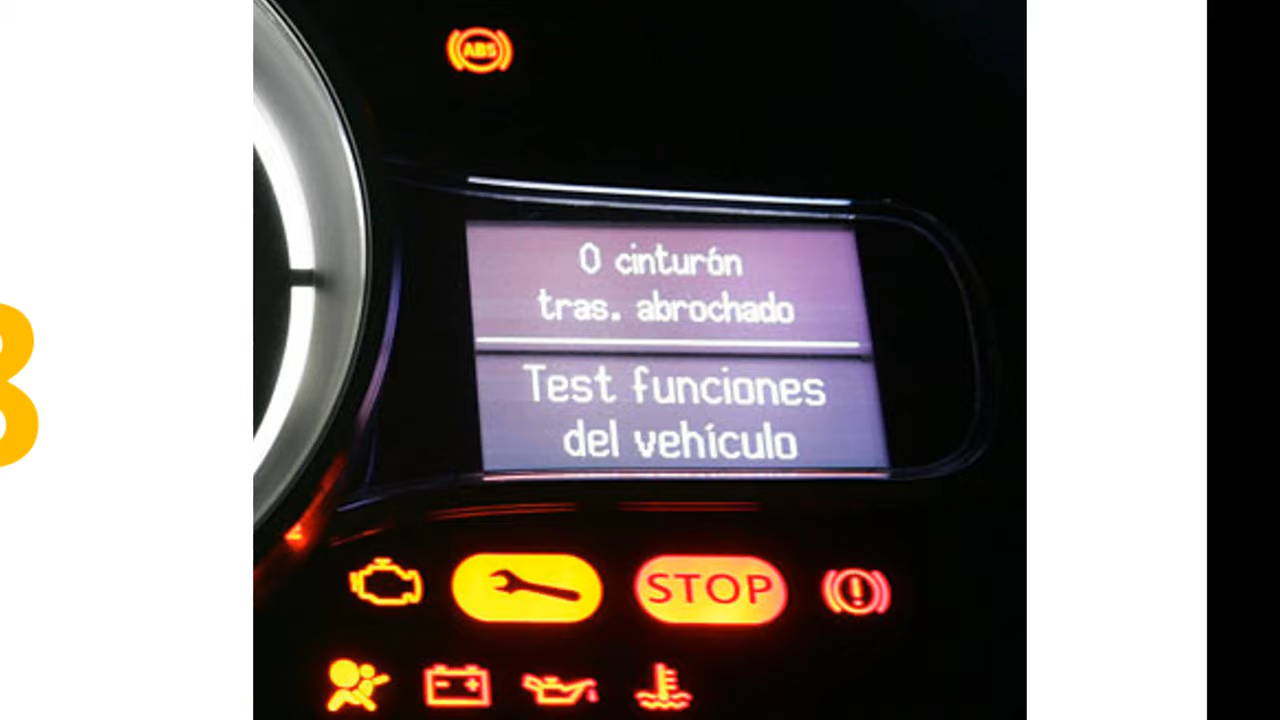 ABS
0 cinturón
tras. abrochado
Test funciones
del vehículo
STOP